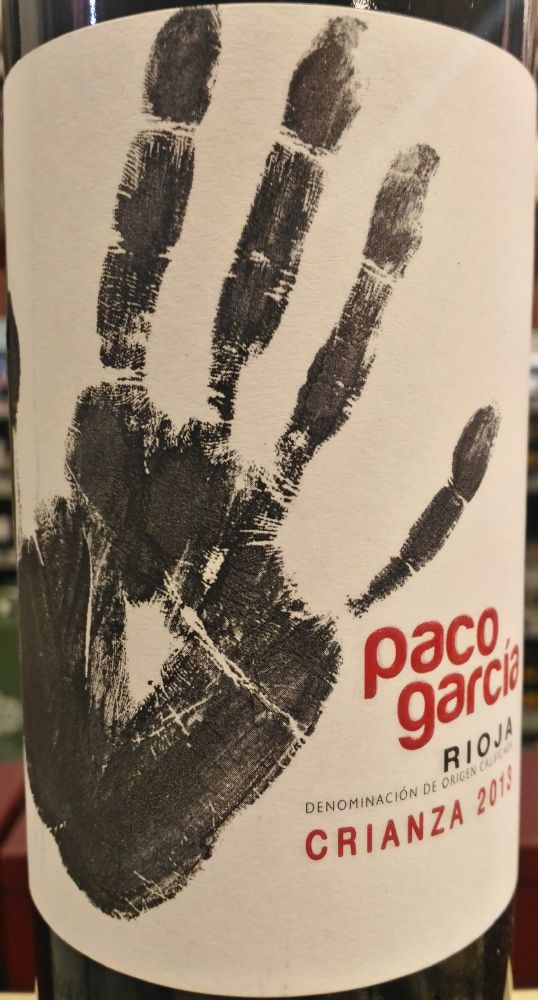 paco
garcía
RIOJA
DENOMINACIÓN DE ORIGEN CALIFICADA
CRIANZA 2013